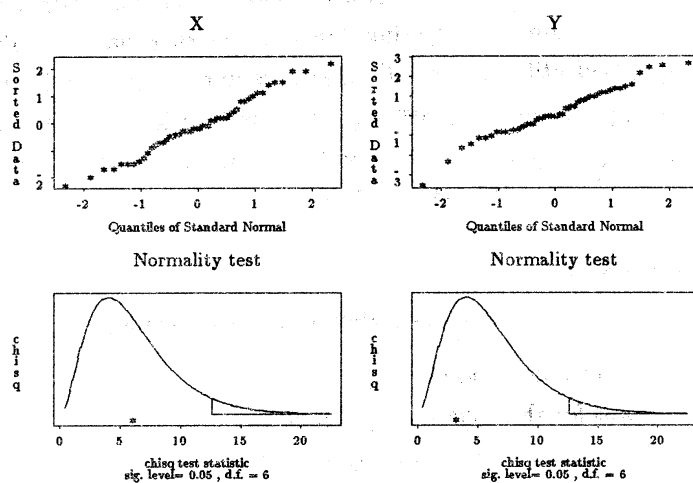 X
Y
Sorted Data
2
1
0
-
2
-2 -1 0 1 2
Quantiles of Standard Normal
Sorted Data
3
2
1
1
-
3
-2 -1 0 1 2
Quantiles of Standard Normal
Normality test
Normality test
chisq
0 5 10 15 20
chisq test statistic
sig. level= 0.05 , d.f. = 6
chisq
0 5 10 15 20
chisq test statistic
sig. level= 0.05 , d.f. = 6